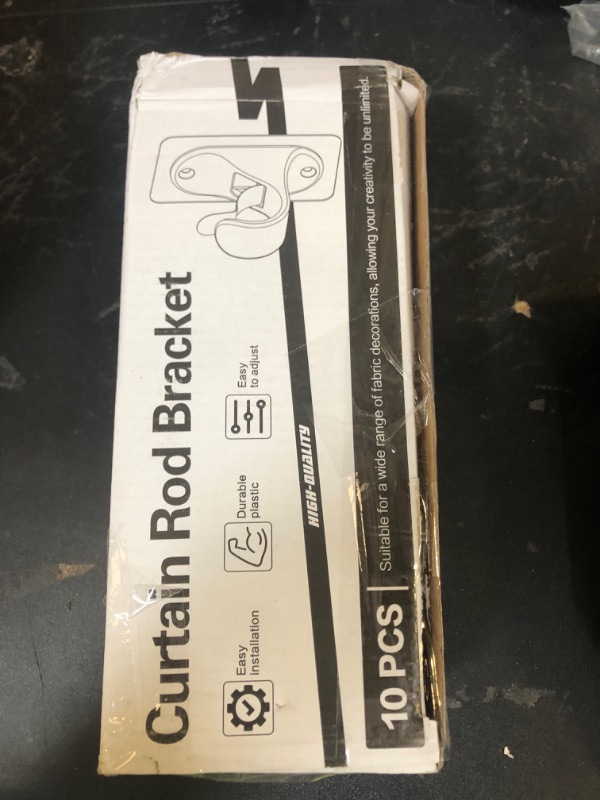 Curtain Rod Bracket
Easy
installation
Durable
plastic
Easy
to adjust
HIGH-QUALITY
10 PCS
Suitable for a wide range of fabric decorations, allowing your creativity to be unlimited.